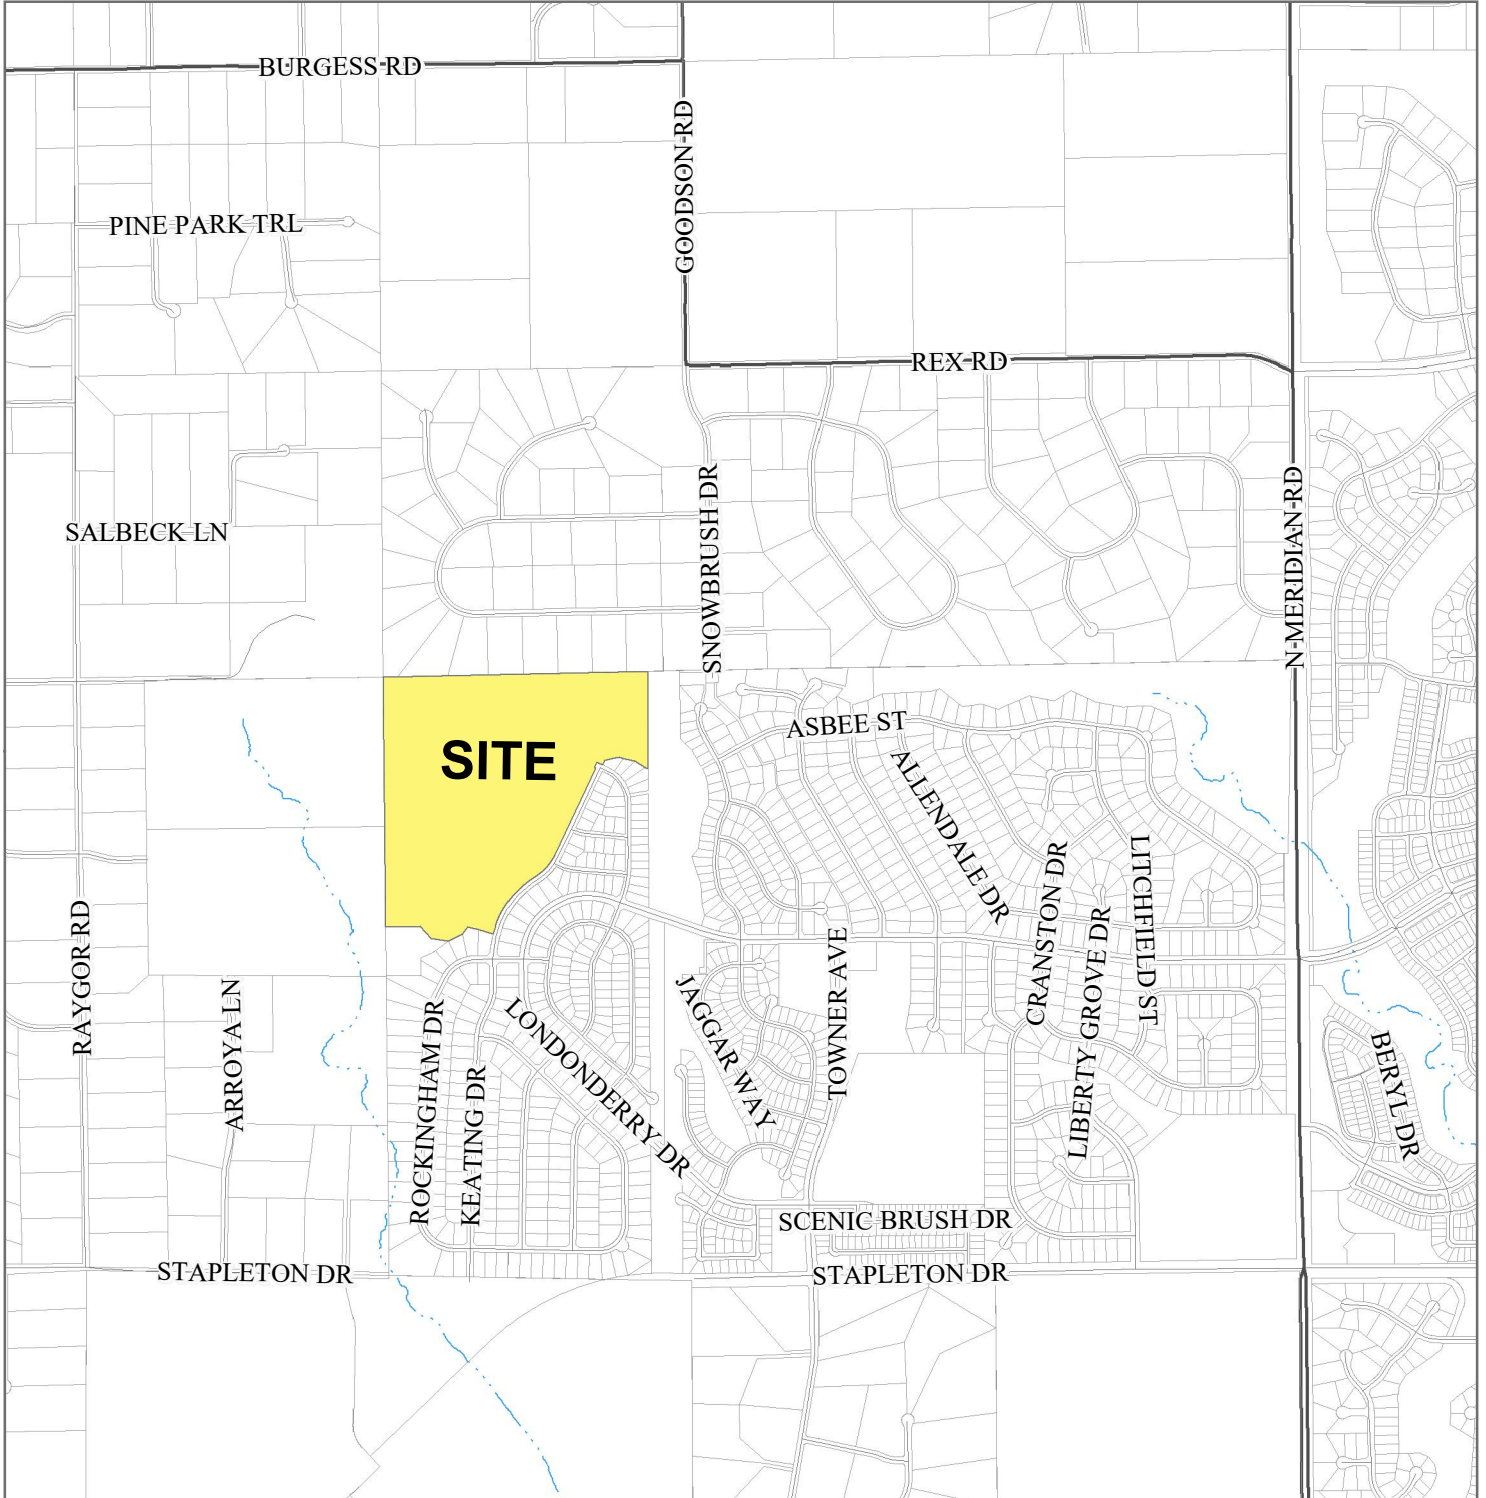 BURGESS RD
GOODSON RD
PINE PARK TRL
REX RD
SALBECK LN
SNOWBRUSH DR
N MERIDIAN RD
SITE
ASBEE ST
ALLENDALE DR
CRANSTON DR
LITCHFIELD ST
RAYGOR RD
ARROYA LN
ROCKINGHAM DR
KEATING DR
LONDONDERRY DR
JAGGAR WAY
TOWNER AVE
LIBERTY GROVE DR
BERYL DR
SCENIC BRUSH DR
STAPLETON DR
STAPLETON DR